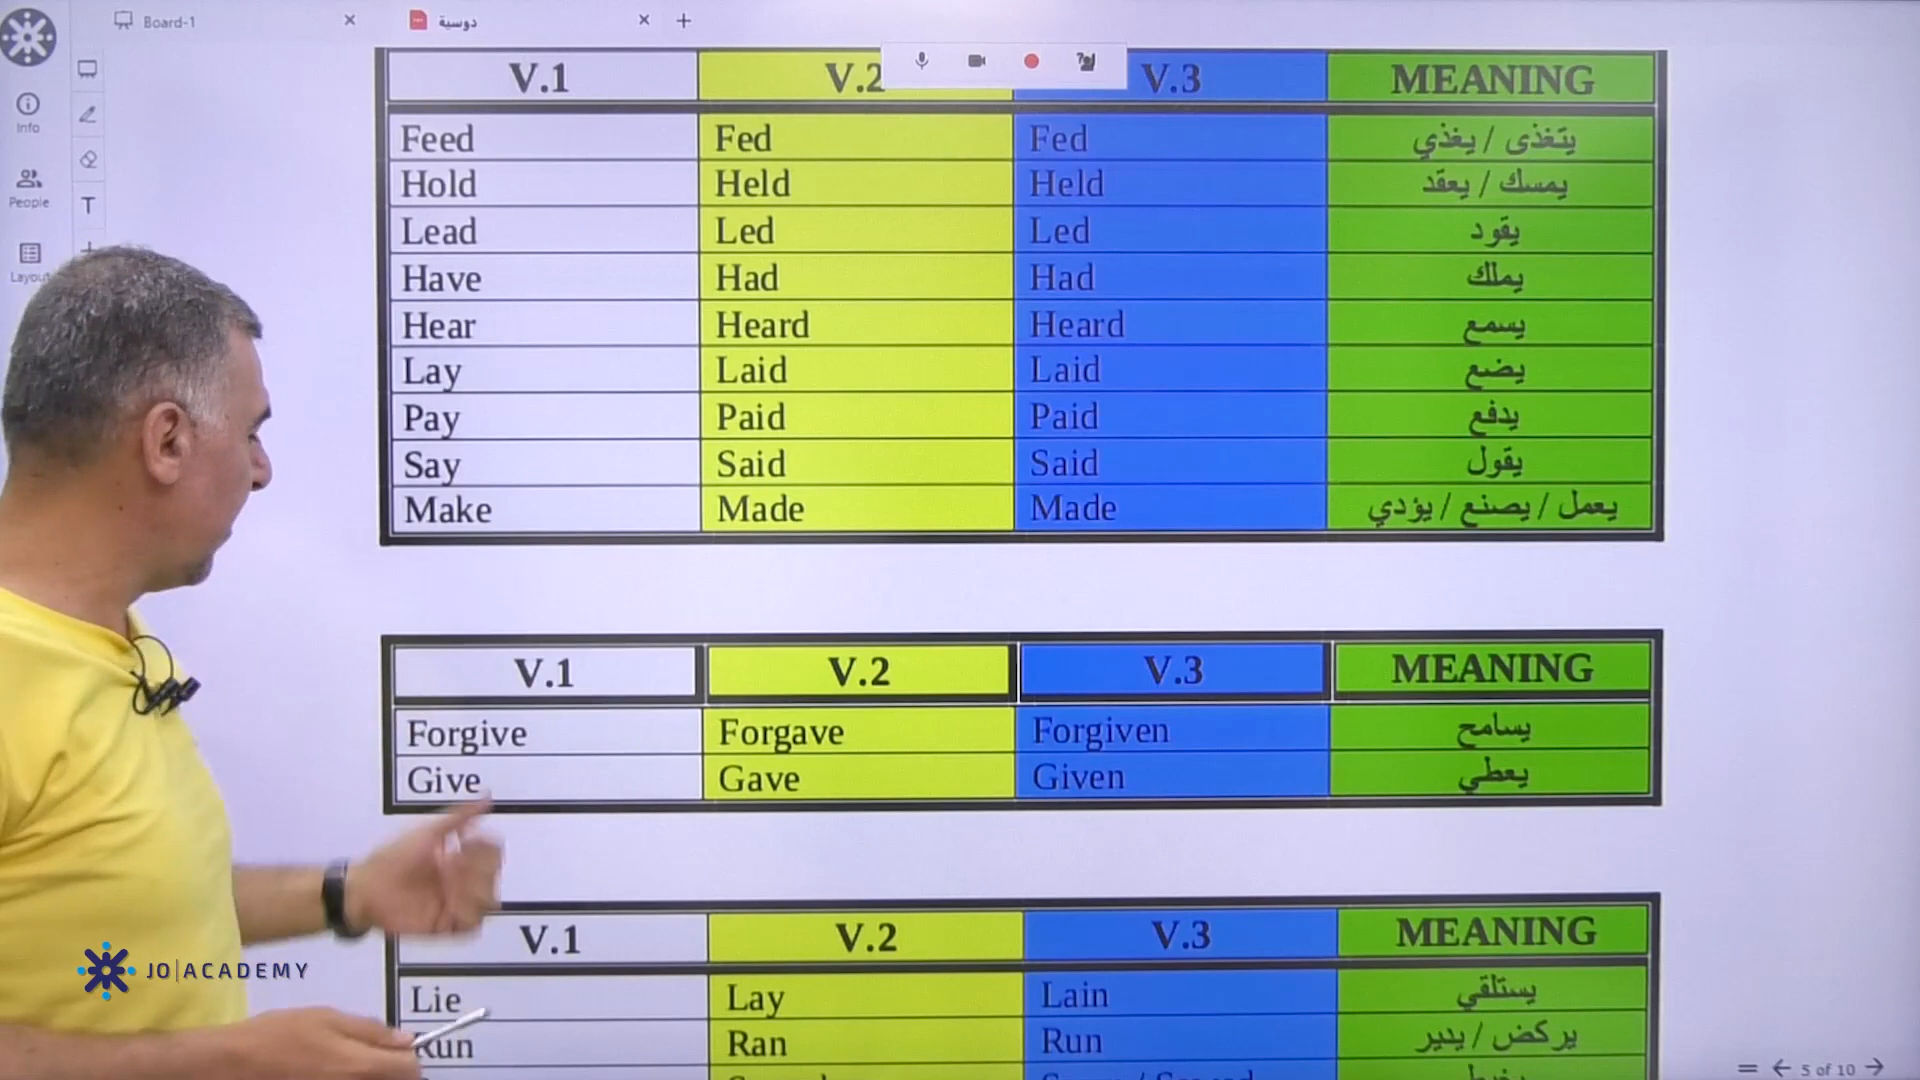 Board-1
دوسية
Info
People
T
Layout
V.1 V.2 V.3 MEANING
Feed Fed Fed يتغذى / يغذي
Hold Held Held يمسك / يعقد
Lead Led Led يقود
Have Had Had يملك
Hear Heard Heard يسمع
Lay Laid Laid يضع
Pay Paid Paid يدفع
Say Said Said يقول
Make Made Made يعمل / يصنع / يؤدي
V.1 V.2 V.3 MEANING
Forgive Forgave Forgiven يسامح
Give Gave Given يعطي
V.1 V.2 V.3 MEANING
Lie Lay Lain يستلقي
Run Ran Run يركض / يدير
JO ACADEMY
5 of 10